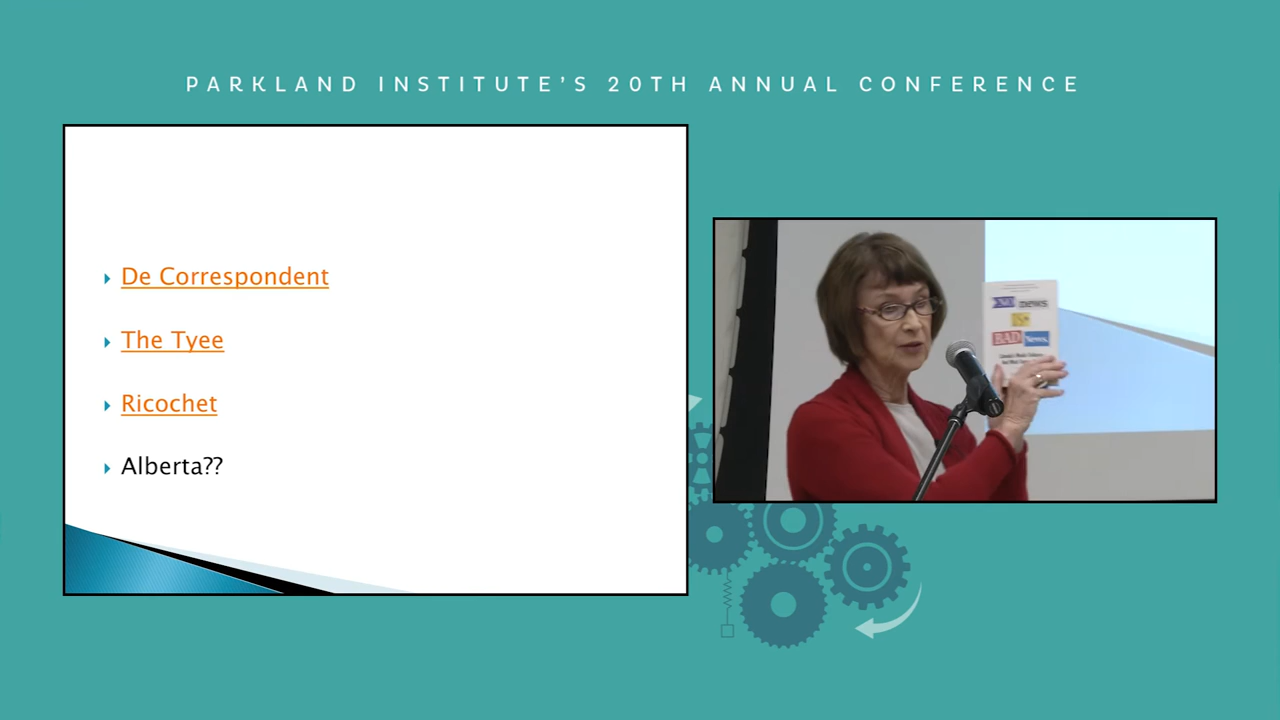 PARKLAND INSTITUTE'S 20TH ANNUAL CONFERENCE
De Correspondent
The Tyee
Ricochet
Alberta??
news
BAD
News,